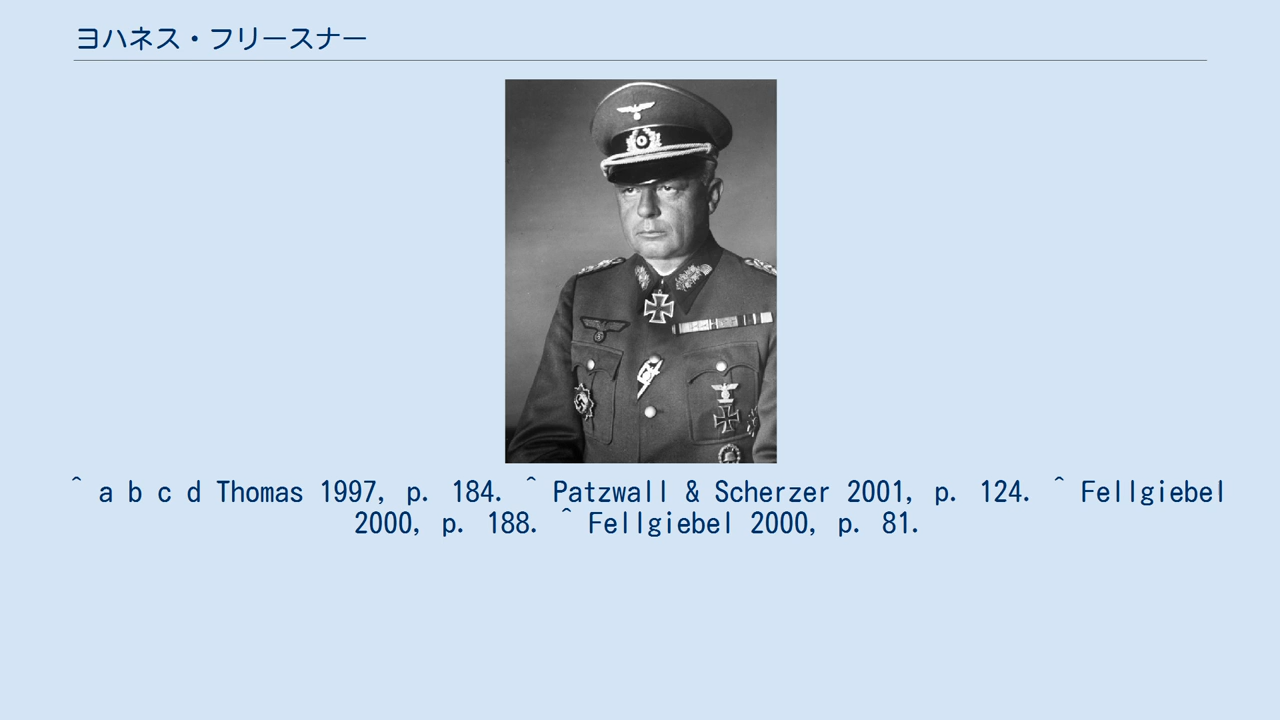 ヨハネス・フリースナー
^ a b c d Thomas 1997, p. 184. ^ Patzwall & Scherzer 2001, p. 124. ^ Fellgiebel
2000, p. 188. ^ Fellgiebel 2000, p. 81.